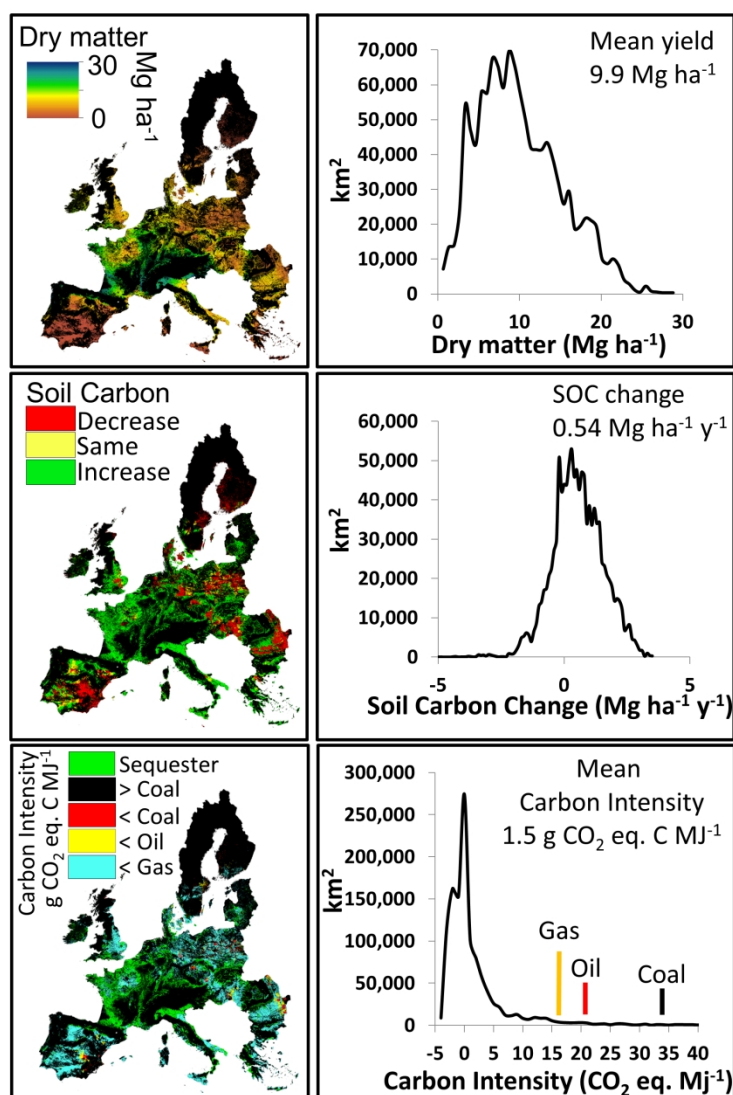 Dry matter
30
0
Mg ha⁻¹
Mean yield
9.9 Mg ha⁻¹
70,000
60,000
50,000
40,000
30,000
20,000
10,000
0
km²
0 10 20 30
Dry matter (Mg ha⁻¹)
Soil Carbon
Decrease
Same
Increase
SOC change
0.54 Mg ha⁻¹ y⁻¹
60,000
50,000
40,000
30,000
20,000
10,000
0
km²
-5 0 5
Soil Carbon Change (Mg ha⁻¹ y⁻¹)
Carbon Intensity
g CO₂ eq. C MJ⁻¹
Sequester
> Coal
< Coal
< Oil
< Gas
Mean
Carbon Intensity
1.5 g CO₂ eq. C MJ⁻¹
300,000
250,000
200,000
150,000
100,000
50,000
0
km²
Gas
Oil
Coal
-5 0 5 10 15 20 25 30 35 40
Carbon Intensity (CO₂ eq. Mj⁻¹)